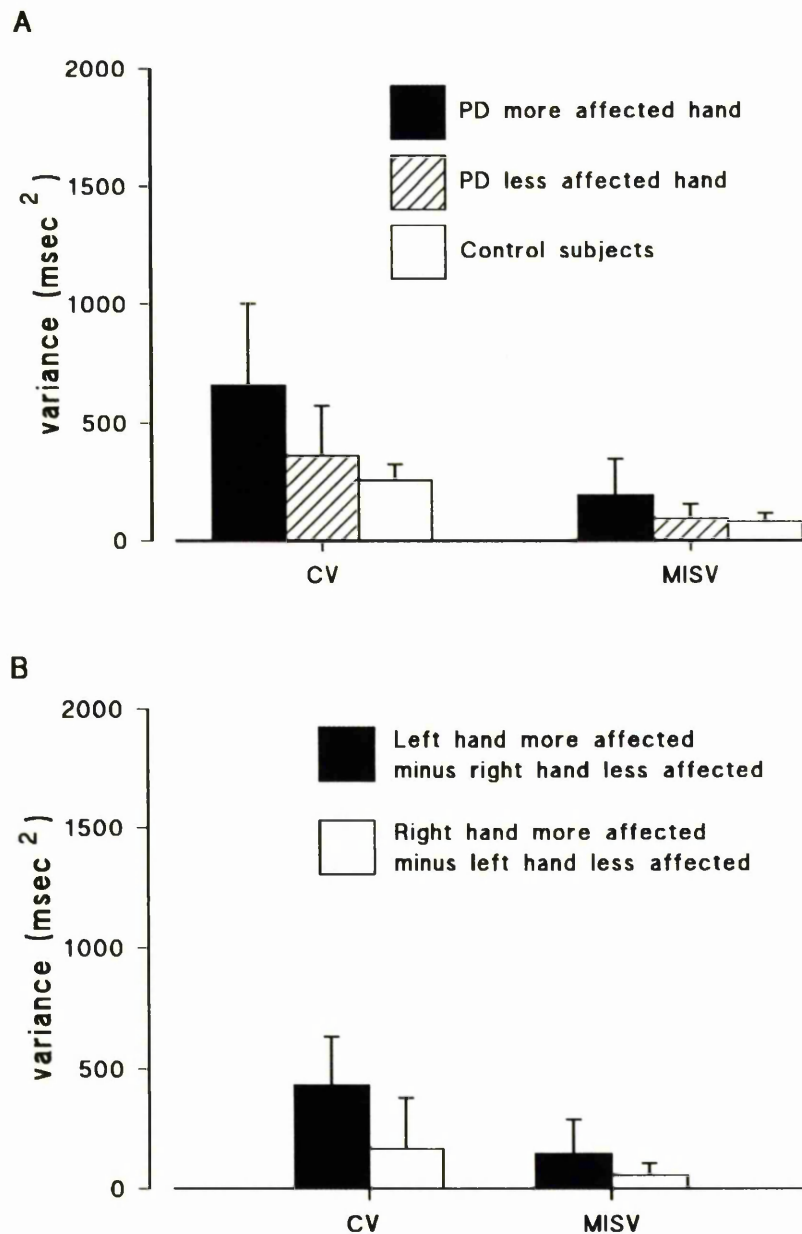 A
2000
1500
1000
500
0
variance (msec 2 )
PD more affected hand
PD less affected hand
Control subjects
CV MISV
B
2000
1500
1000
500
0
variance (msec 2 )
Left hand more affected
minus right hand less affected
Right hand more affected
minus left hand less affected
CV MISV